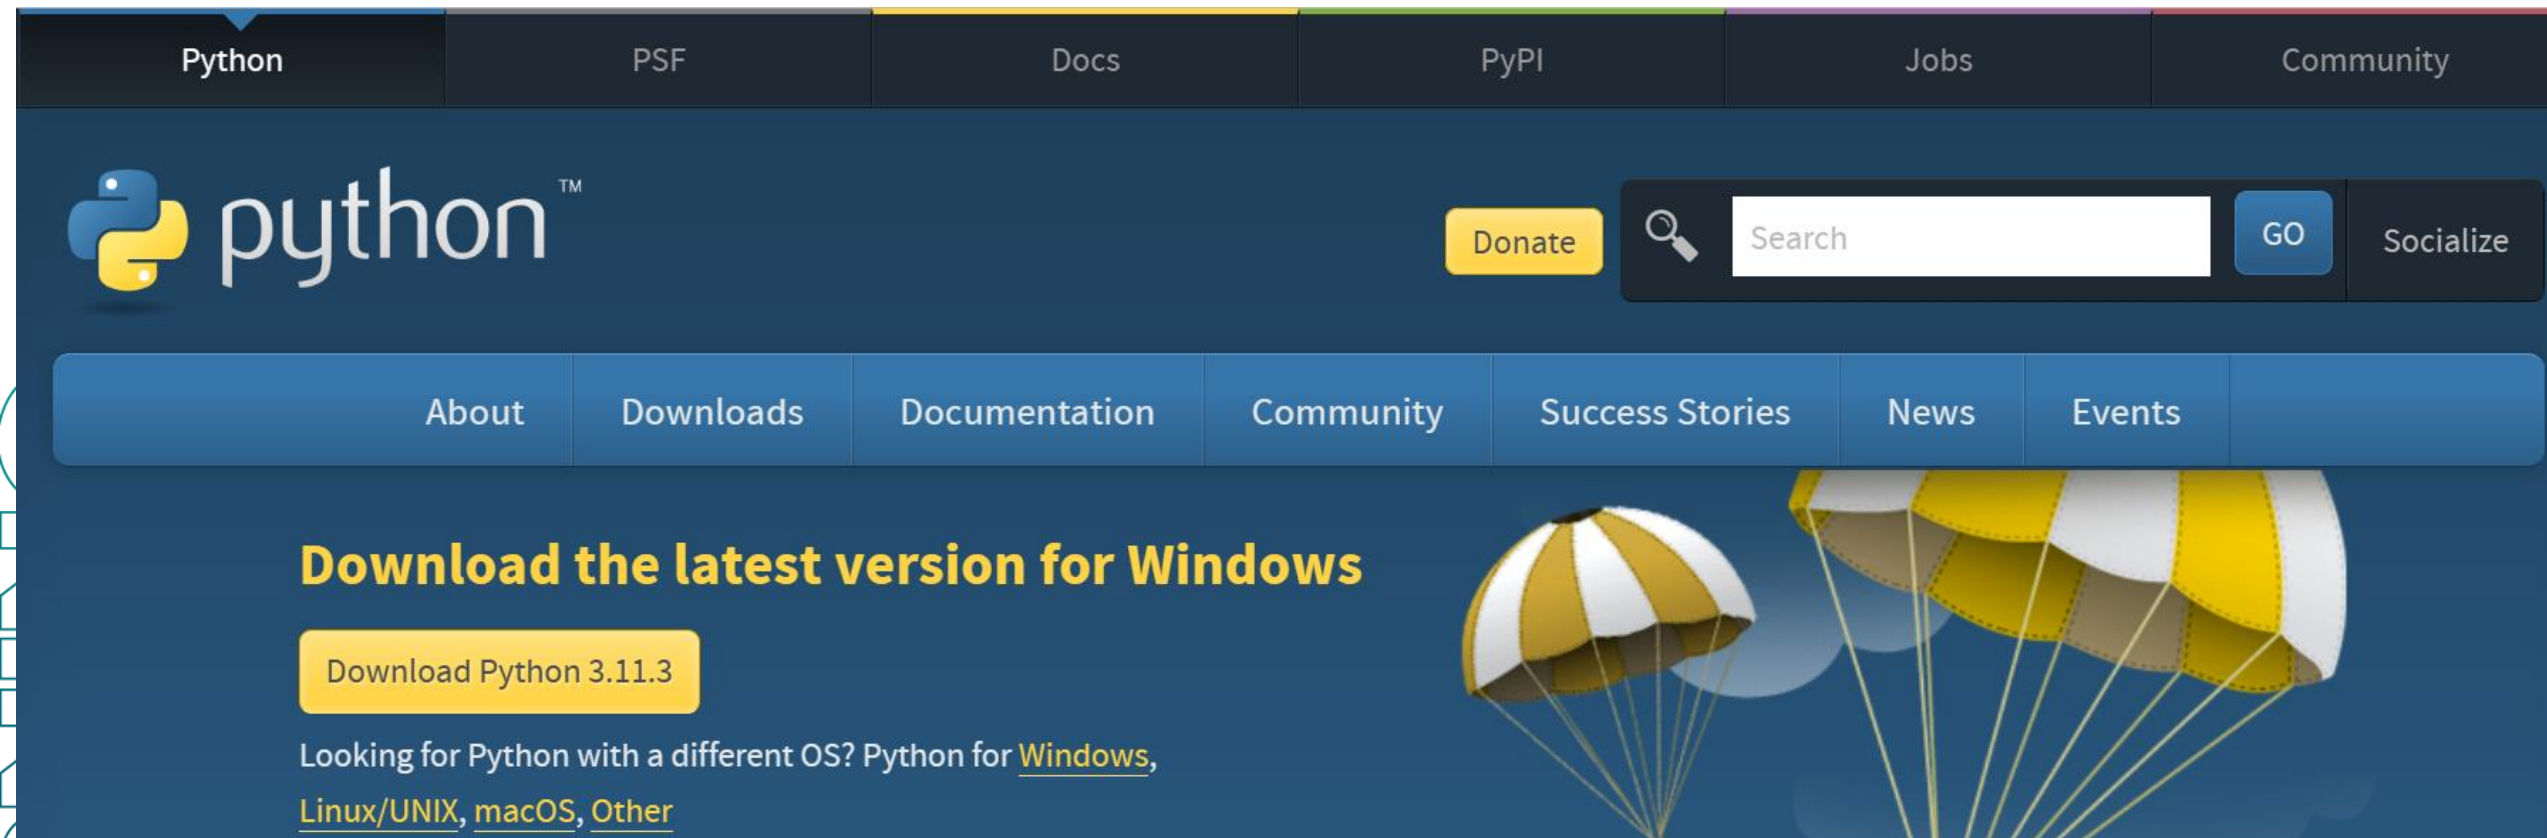 Python PSF Docs PyPI Jobs Community
python™
Donate Search GO Socialize
About Downloads Documentation Community Success Stories News Events
Download the latest version for Windows
Download Python 3.11.3
Looking for Python with a different OS? Python for Windows,
Linux/UNIX, macOS, Other